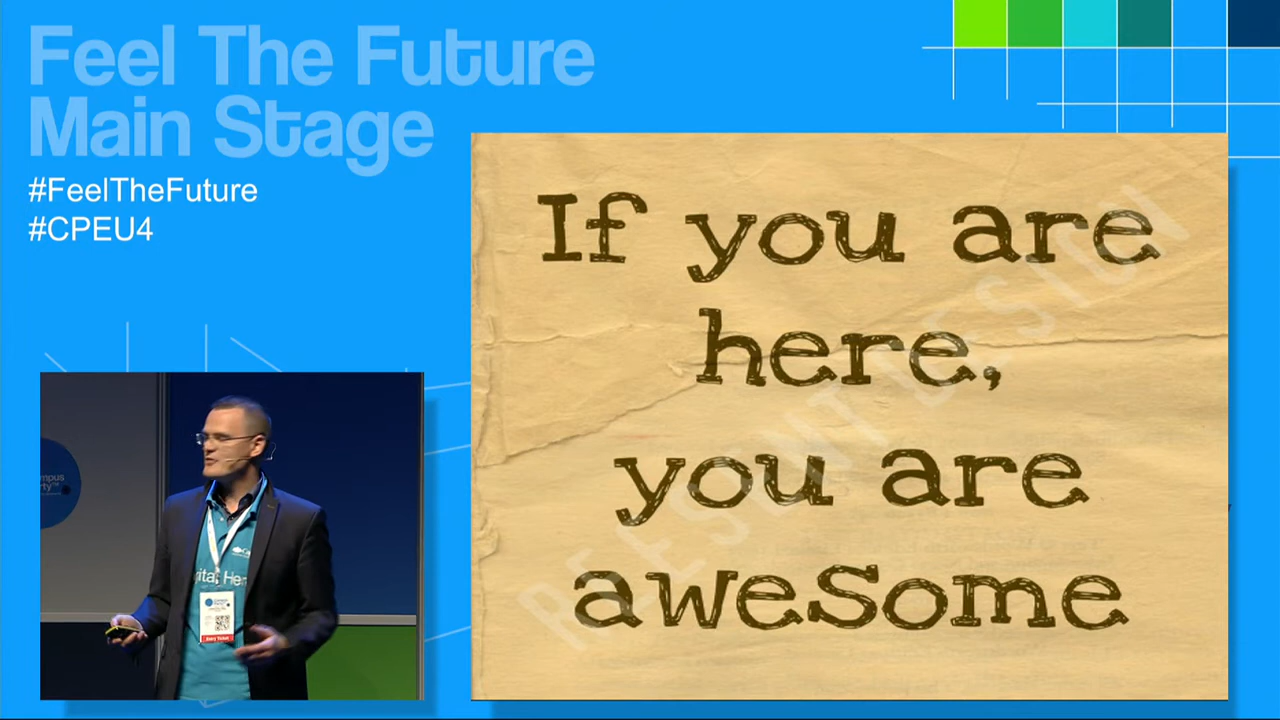 Feel The Future
Main Stage
#FeelTheFuture
#CPEU4
If you are
here,
you are
aweSome